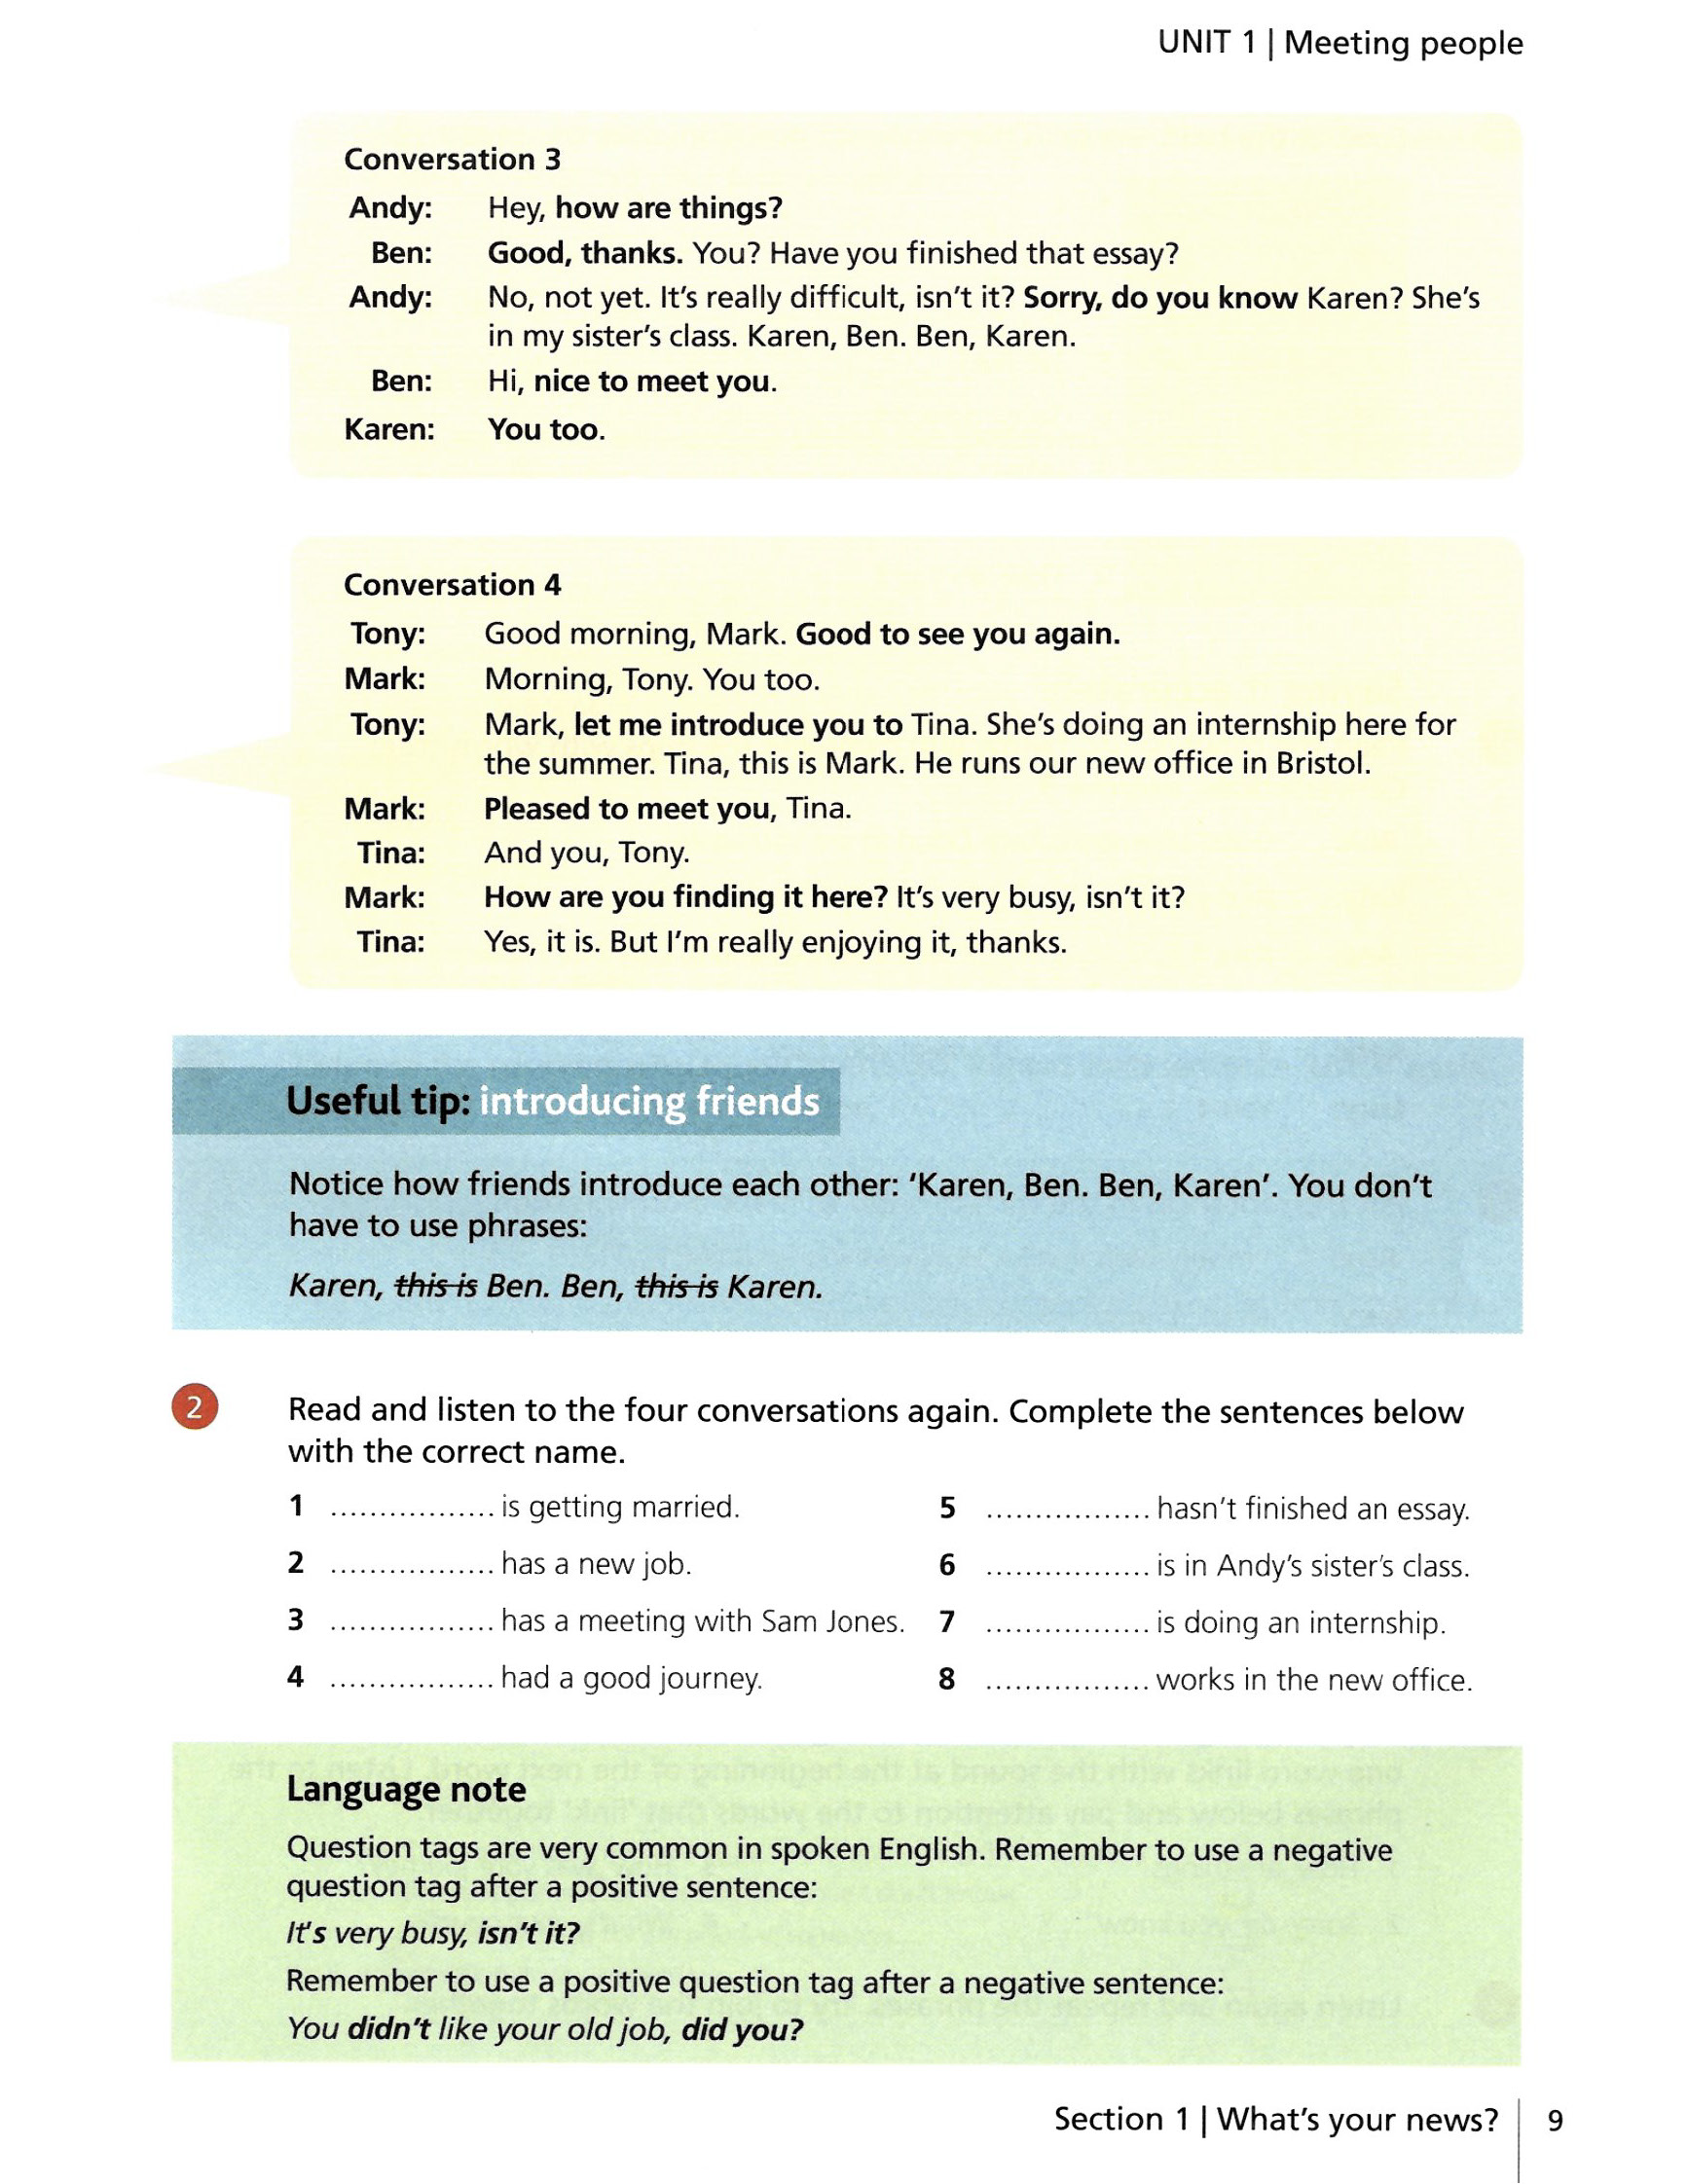 UNIT 1 | Meeting people
Conversation 3
Andy: Hey, how are things?
Ben: Good, thanks. You? Have you finished that essay?
Andy: No, not yet. It's really difficult, isn't it? Sorry, do you know Karen? She's
in my sister's class. Karen, Ben. Ben, Karen.
Ben: Hi, nice to meet you.
Karen: You too.
Conversation 4
Tony: Good morning, Mark. Good to see you again.
Mark: Morning, Tony. You too.
Tony: Mark, let me introduce you to Tina. She's doing an internship here for
the summer. Tina, this is Mark. He runs our new office in Bristol.
Mark: Pleased to meet you, Tina.
Tina: And you, Tony.
Mark: How are you finding it here? It's very busy, isn't it?
Tina: Yes, it is. But I'm really enjoying it, thanks.
Useful tip: introducing friends
Notice how friends introduce each other: 'Karen, Ben. Ben, Karen'. You don't
have to use phrases:
Karen, this is Ben. Ben, this is Karen.
2 Read and listen to the four conversations again. Complete the sentences below
with the correct name.
1 ................. is getting married.
2 ................. has a new job.
3 ................. has a meeting with Sam Jones.
4 ................. had a good journey.
5 ................. hasn't finished an essay.
6 ................. is in Andy's sister's class.
7 ................. is doing an internship.
8 ................. works in the new office.
Language note
Question tags are very common in spoken English. Remember to use a negative
question tag after a positive sentence:
It's very busy, isn't it?
Remember to use a positive question tag after a negative sentence:
You didn't like your old job, did you?
Section 1 | What's your news? 9